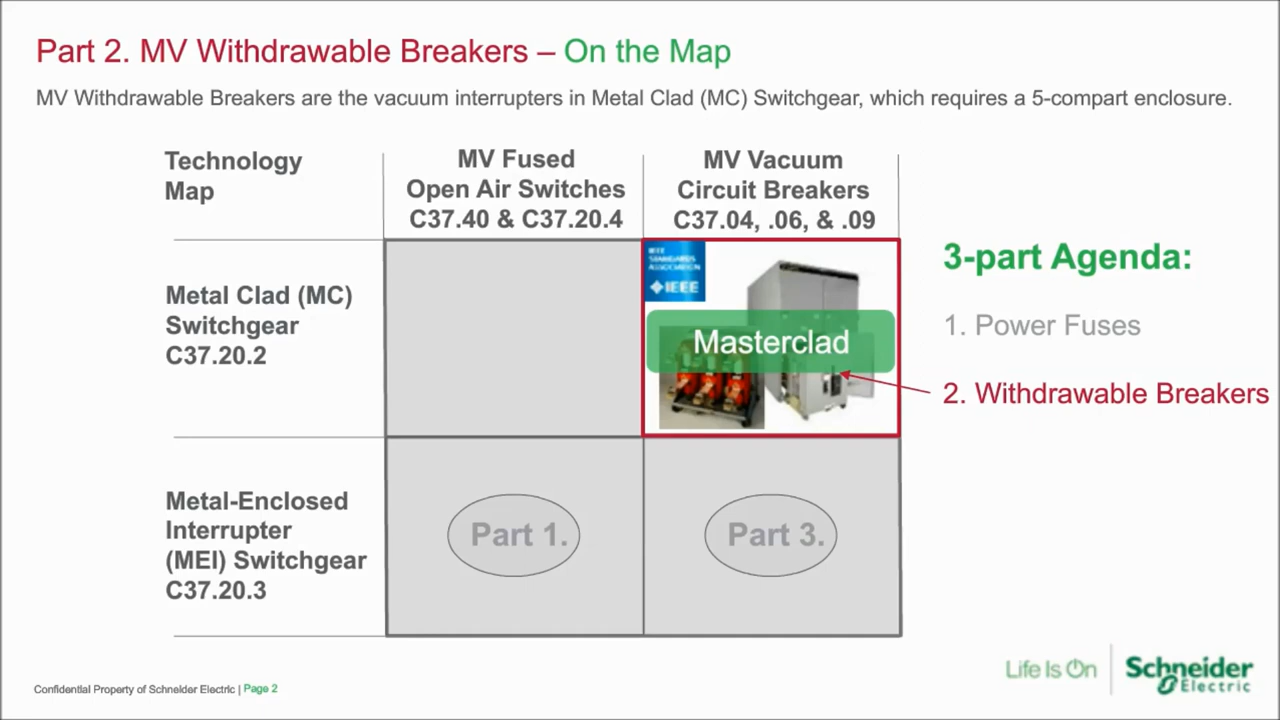 Part 2. MV Withdrawable Breakers – On the Map
MV Withdrawable Breakers are the vacuum interrupters in Metal Clad (MC) Switchgear, which requires a 5-compart enclosure.
Technology
Map
MV Fused
Open Air Switches
C37.40 & C37.20.4
MV Vacuum
Circuit Breakers
C37.04, .06, & .09
Metal Clad (MC)
Switchgear
C37.20.2
IEEE
STANDARDS
ASSOCIATION
IEEE
Masterclad
3-part Agenda:
1. Power Fuses
2. Withdrawable Breakers
Metal-Enclosed
Interrupter
(MEI) Switchgear
C37.20.3
Part 1.
Part 3.
Confidential Property of Schneider Electric | Page 2
Life Is On
Schneider
Electric